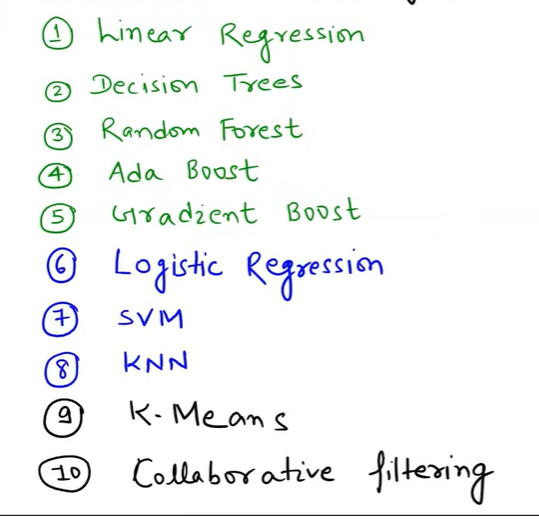 1 Linear Regression
2 Decision Trees
3 Random Forest
4 Ada Boost
5 Gradient Boost
6 Logistic Regression
7 SVM
8 KNN
9 K-Means
10 Collaborative filtering